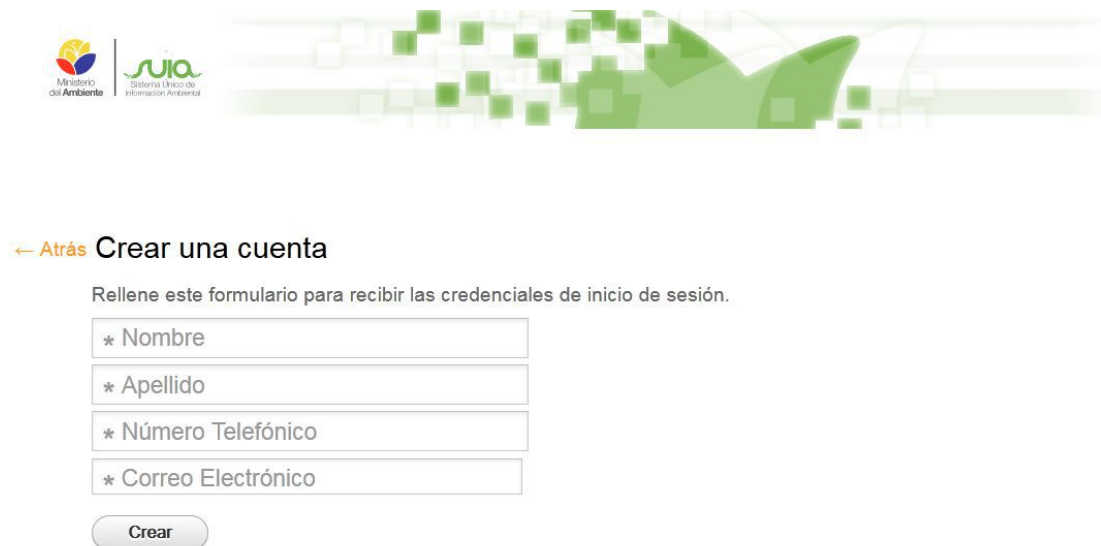 Ministerio
del Ambiente
suia
Sistema Único de
Información Ambiental
← Atrás Crear una cuenta
Rellene este formulario para recibir las credenciales de inicio de sesión.
* Nombre
* Apellido
* Número Telefónico
* Correo Electrónico
Crear